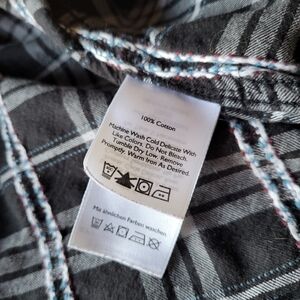 100% Cotton
Machine Wash Cold Delicate With
Like Colors. Do Not Bleach.
Tumble Dry Low. Remove
Promptly. Warm Iron As Desired.
Mit ähnlichen Farben waschen